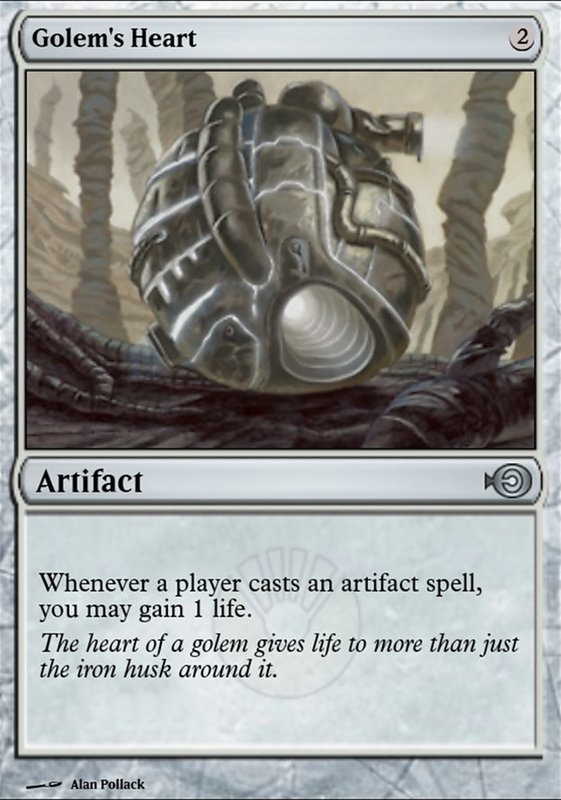 Golem's Heart 2
Artifact
Whenever a player casts an artifact spell,
you may gain 1 life.
The heart of a golem gives life to more than just
the iron husk around it.
Alan Pollack